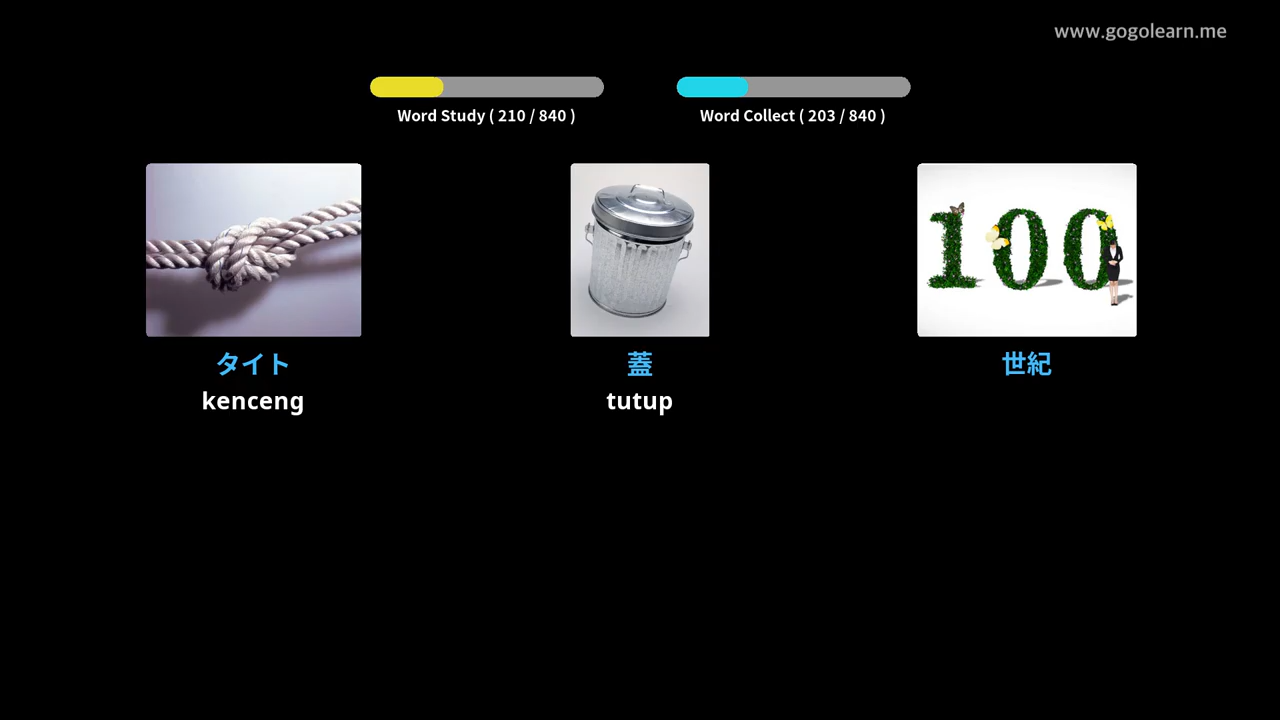 www.gogolearn.me
Word Study ( 210 / 840 )
Word Collect ( 203 / 840 )
100
タイト
蓋
世紀
kenceng
tutup